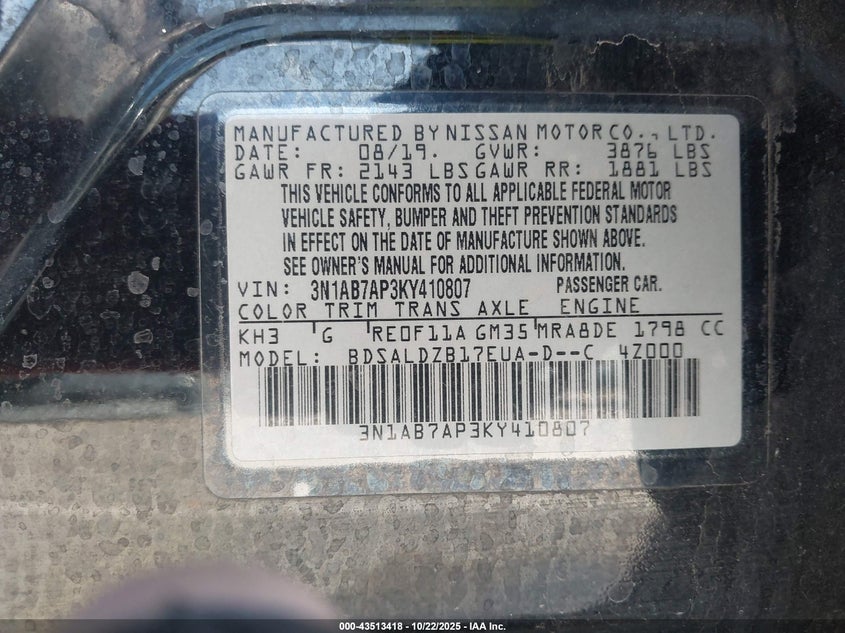 MANUFACTURED BY NISSAN MOTOR CO., LTD.
DATE: 08/19. GVWR: 3876 LBS
GAWR FR: 2143 LBS GAWR RR: 1881 LBS
THIS VEHICLE CONFORMS TO ALL APPLICABLE FEDERAL MOTOR
VEHICLE SAFETY, BUMPER AND THEFT PREVENTION STANDARDS
IN EFFECT ON THE DATE OF MANUFACTURE SHOWN ABOVE.
SEE OWNER'S MANUAL FOR ADDITIONAL INFORMATION.
VIN: 3N1AB7AP3KY410807 PASSENGER CAR.
COLOR TRIM TRANS AXLE ENGINE
KH3 G RE0F11A GM35 MRA8DE 1798 CC
MODEL: BDSALDZB17EUA-D--C 4Z000
3N1AB7AP3KY410807
000-43513418 - 10/22/2025 - IAA Inc.